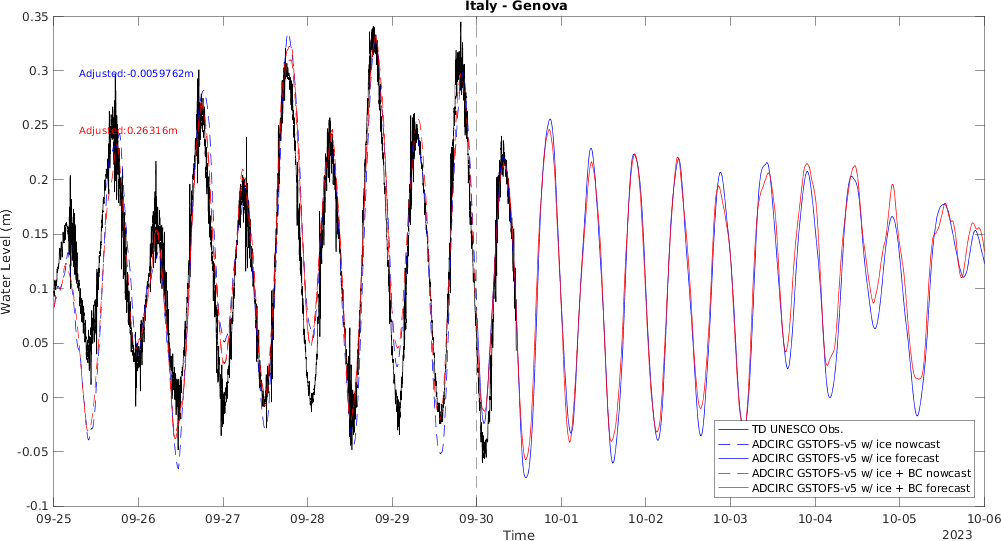 Italy - Genova
0.35
0.3
0.25
0.2
0.15
0.1
0.05
0
-0.05
-0.1
Water Level (m)
Adjusted:-0.0059762m
Adjusted:0.26316m
TD UNESCO Obs.
ADCIRC GSTOFS-v5 w/ ice nowcast
ADCIRC GSTOFS-v5 w/ ice forecast
ADCIRC GSTOFS-v5 w/ ice + BC nowcast
ADCIRC GSTOFS-v5 w/ ice + BC forecast
09-25 09-26 09-27 09-28 09-29 09-30 10-01 10-02 10-03 10-04 10-05 10-06
Time
2023